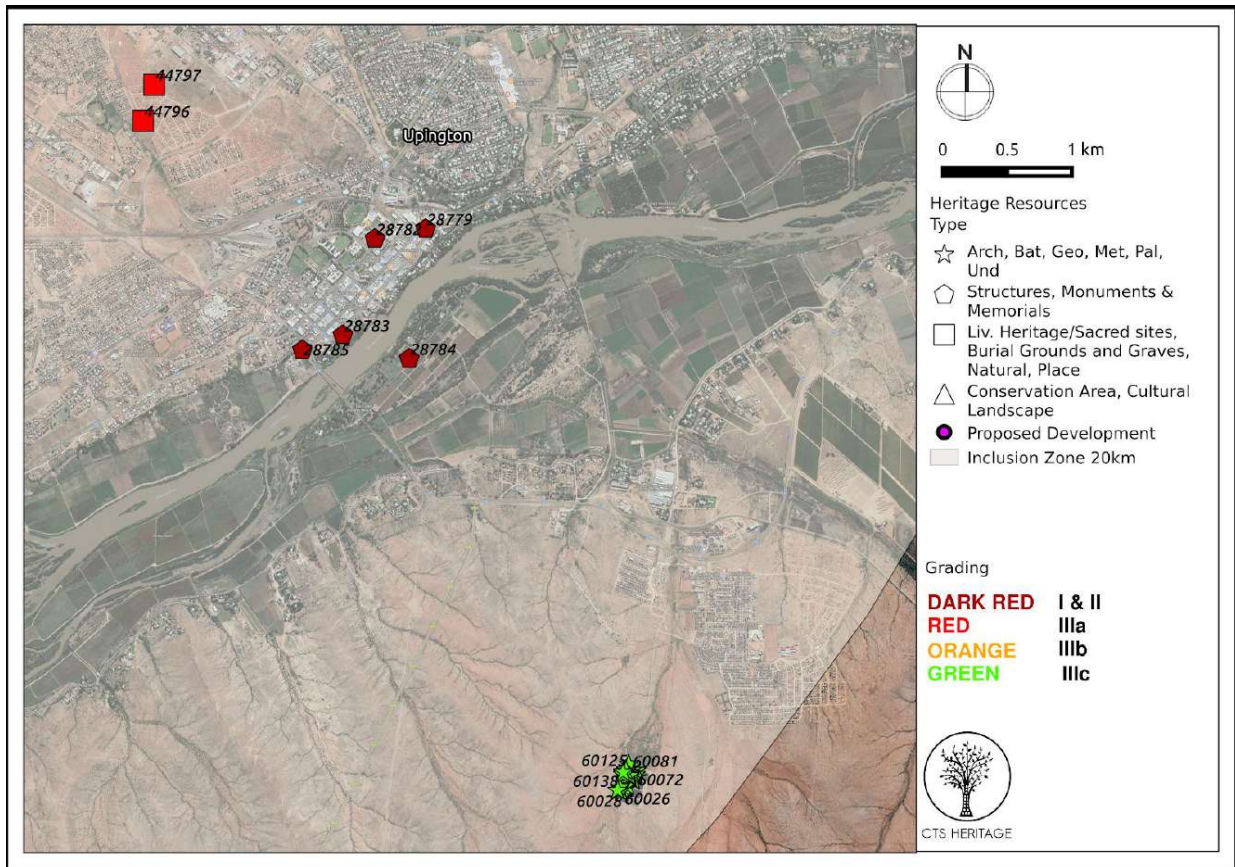 44797
44796
Upington
28782
28779
28783
28785
28784
60125
60081
60138
60072
60028
60026
N
0 0.5 1 km
Heritage Resources
Type
Arch, Bat, Geo, Met, Pal,
Und
Structures, Monuments &
Memorials
Liv. Heritage/Sacred sites,
Burial Grounds and Graves,
Natural, Place
Conservation Area, Cultural
Landscape
Proposed Development
Inclusion Zone 20km
Grading
DARK RED I & II
RED IIIa
ORANGE IIIb
GREEN IIIc
CTS HERITAGE